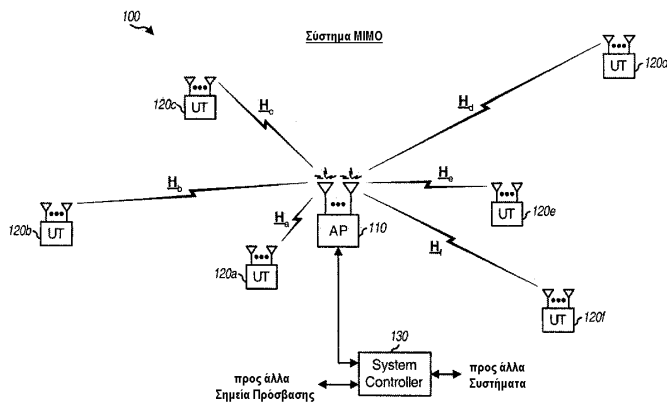 100
Σύστημα MIMO
UT
120d
UT
120c
H_c
H_d
H_b
H_e
UT
120e
UT
120b
H_a
AP
110
UT
120a
H_f
UT
120f
130
System
Controller
προς άλλα
Σημεία Πρόσβασης
προς άλλα
Συστήματα